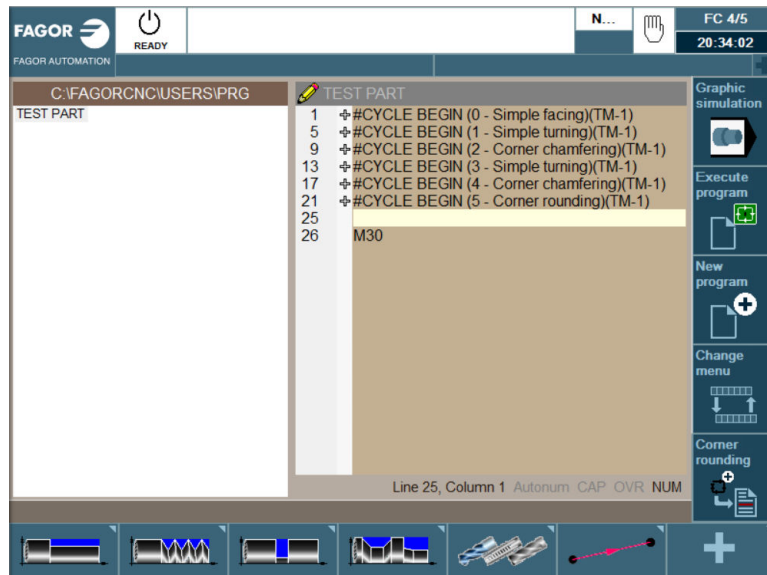 FAGOR
FAGOR AUTOMATION
READY
N...
FC 4/5
20:34:02
C:\FAGORCNC\USERS\PRG
TEST PART
TEST PART
1 #CYCLE BEGIN (0 - Simple facing)(TM-1)
5 #CYCLE BEGIN (1 - Simple turning)(TM-1)
9 #CYCLE BEGIN (2 - Corner chamfering)(TM-1)
13 #CYCLE BEGIN (3 - Simple turning)(TM-1)
17 #CYCLE BEGIN (4 - Corner chamfering)(TM-1)
21 #CYCLE BEGIN (5 - Corner rounding)(TM-1)
25
26 M30
Line 25, Column 1 Autonum CAP OVR NUM
Graphic
simulation
Execute
program
New
program
Change
menu
Corner
rounding